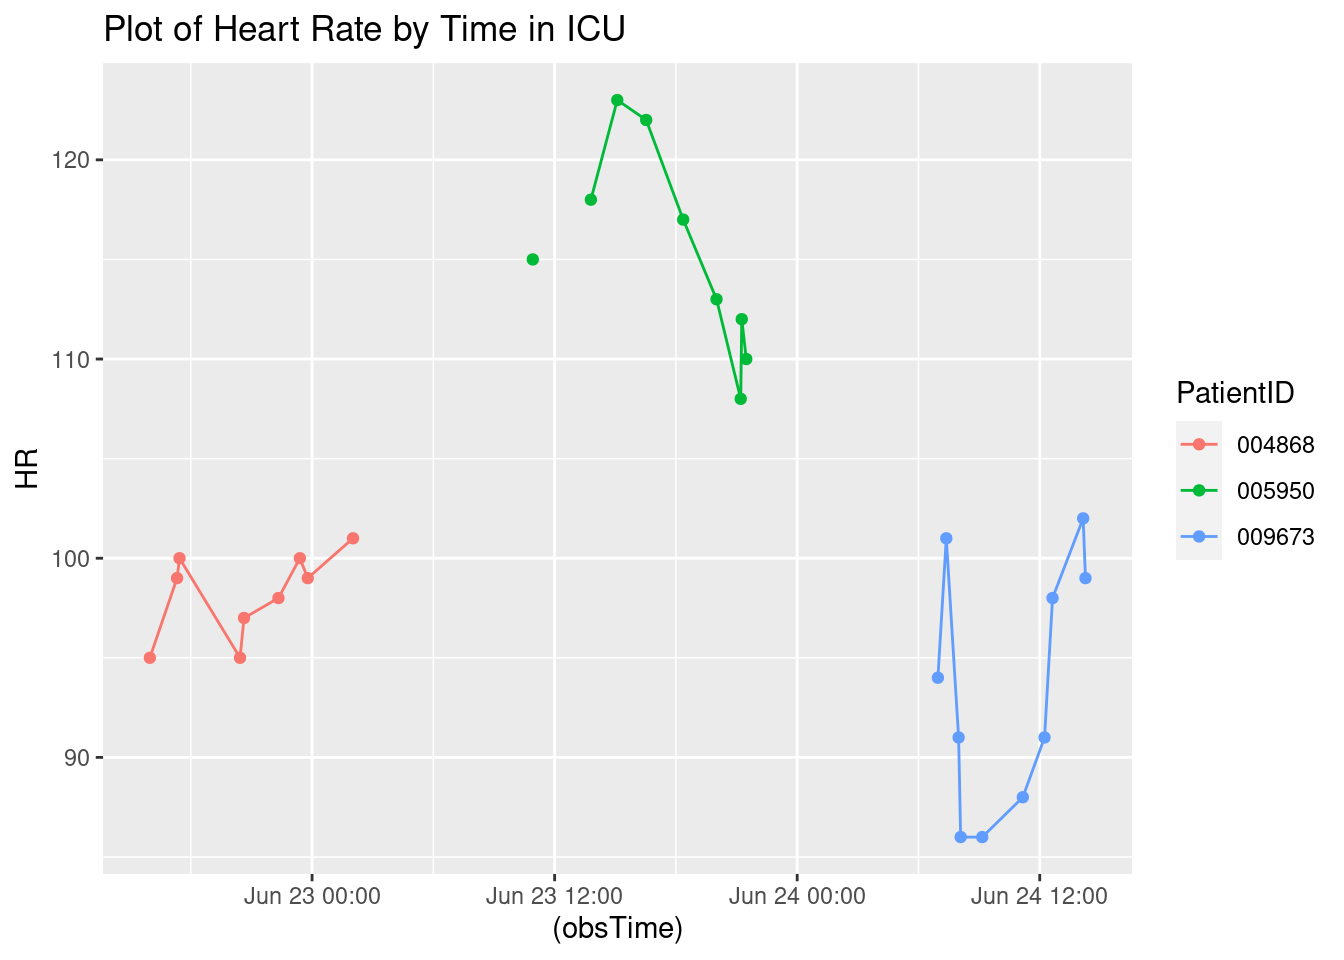 Plot of Heart Rate by Time in ICU
HR
120
110
100
90
Jun 23 00:00
Jun 23 12:00
Jun 24 00:00
Jun 24 12:00
(obsTime)
PatientID
004868
005950
009673